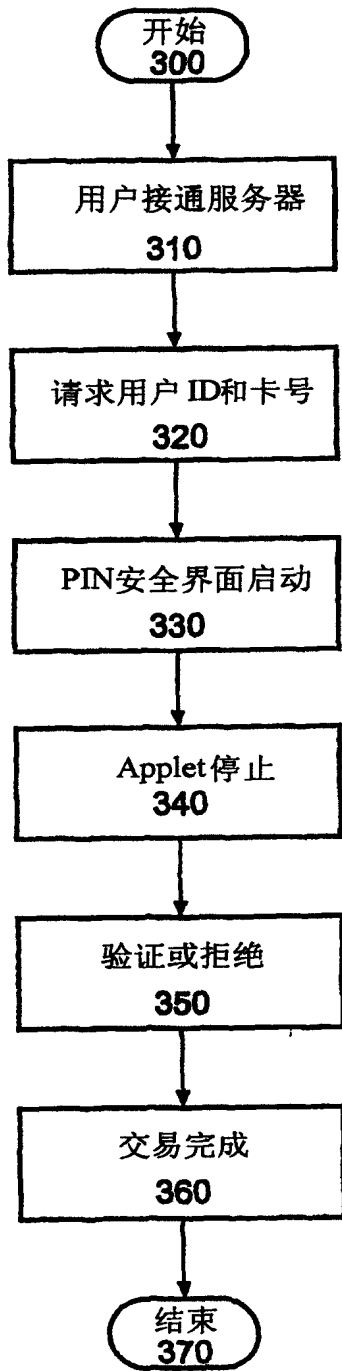 开始
300
用户接通服务器
310
请求用户 ID和卡号
320
PIN安全界面启动
330
Applet停止
340
验证或拒绝
350
交易完成
360
结束
370